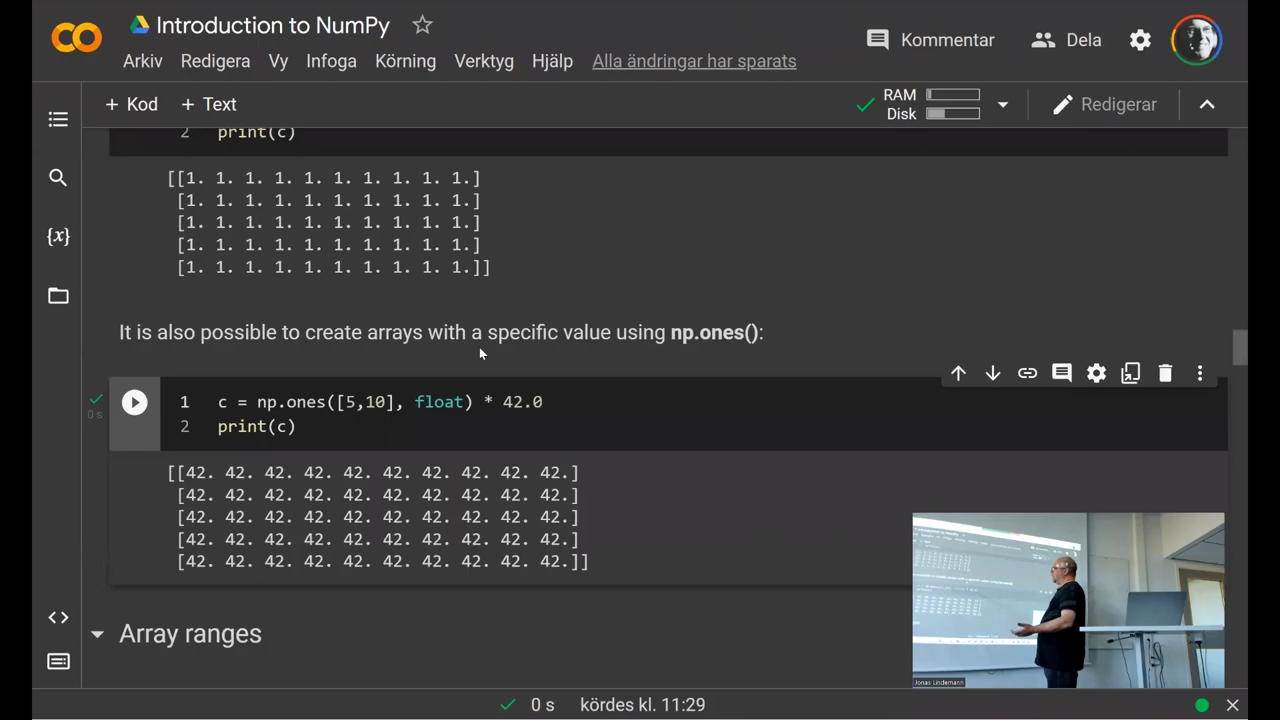 Introduction to NumPy
Kommentar
Dela
Arkiv Redigera Vy Infoga Körning Verktyg Hjälp Alla ändringar har sparats
+ Kod + Text
RAM
Disk
Redigerar
2 print(c)
[[1. 1. 1. 1. 1. 1. 1. 1. 1. 1.]
[1. 1. 1. 1. 1. 1. 1. 1. 1. 1.]
[1. 1. 1. 1. 1. 1. 1. 1. 1. 1.]
[1. 1. 1. 1. 1. 1. 1. 1. 1. 1.]
[1. 1. 1. 1. 1. 1. 1. 1. 1. 1.]]
{x}
It is also possible to create arrays with a specific value using np.ones():
0 s
1 c = np.ones([5,10], float) * 42.0
2 print(c)
[[42. 42. 42. 42. 42. 42. 42. 42. 42. 42.]
[42. 42. 42. 42. 42. 42. 42. 42. 42. 42.]
[42. 42. 42. 42. 42. 42. 42. 42. 42. 42.]
[42. 42. 42. 42. 42. 42. 42. 42. 42. 42.]
[42. 42. 42. 42. 42. 42. 42. 42. 42. 42.]]
Array ranges
Jonas Lindemann
0 s kördes kl. 11:29